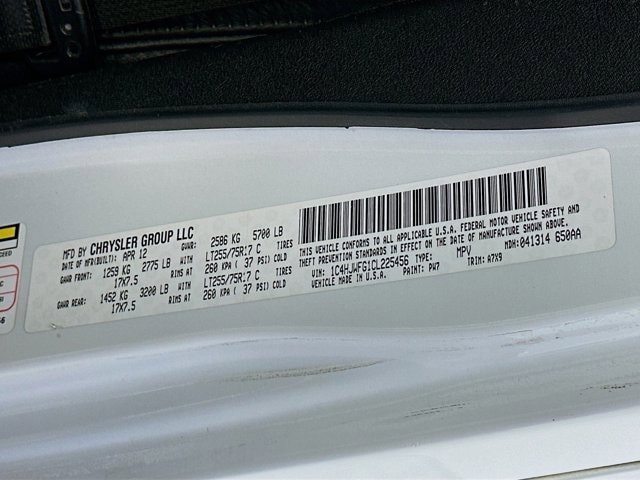 MFD BY CHRYSLER GROUP LLC
DATE OF MFR(BUILT): APR 12 GVWR: 2586 KG 5700 LB
GAWR FRONT: 1259 KG 2775 LB TIRES LT255/75R17 C
17X7.5 RIMS AT 260 KPA ( 37 PSI) COLD
GAWR REAR: 1452 KG 3200 LB TIRES LT255/75R17 C
17X7.5 RIMS AT 260 KPA ( 37 PSI) COLD
THIS VEHICLE CONFORMS TO ALL APPLICABLE U.S.A. FEDERAL MOTOR VEHICLE SAFETY AND
THEFT PREVENTION STANDARDS IN EFFECT ON THE DATE OF MANUFACTURE SHOWN ABOVE.
MDH: 041314 650AA
VIN: 1C4HJWFG1CL225456 TYPE: MPV
VEHICLE MADE IN U.S.A. PAINT: PW7 TRIM: A7X9